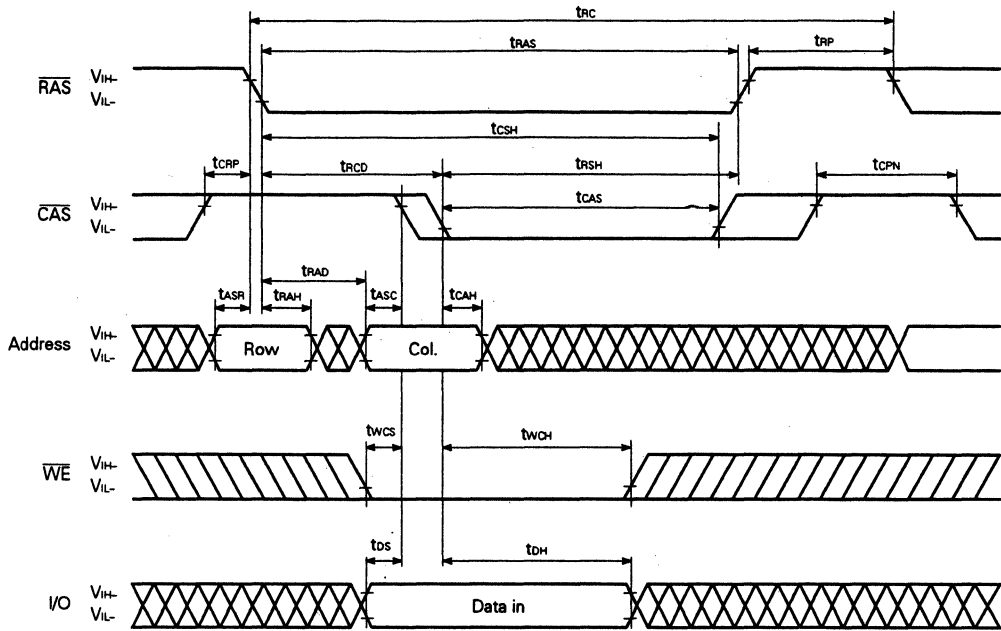 tRC
tRAS
tRP
RAS
VIH-
VIL-
tCSH
tCRP
tRCD
tRSH
tCPN
CAS
VIH-
VIL-
tCAS
tRAD
tASR
tRAH
tASC
tCAH
Address
VIH-
VIL-
Row
Col.
tWCS
tWCH
WE
VIH-
VIL-
tDS
tDH
I/O
VIH-
VIL-
Data in